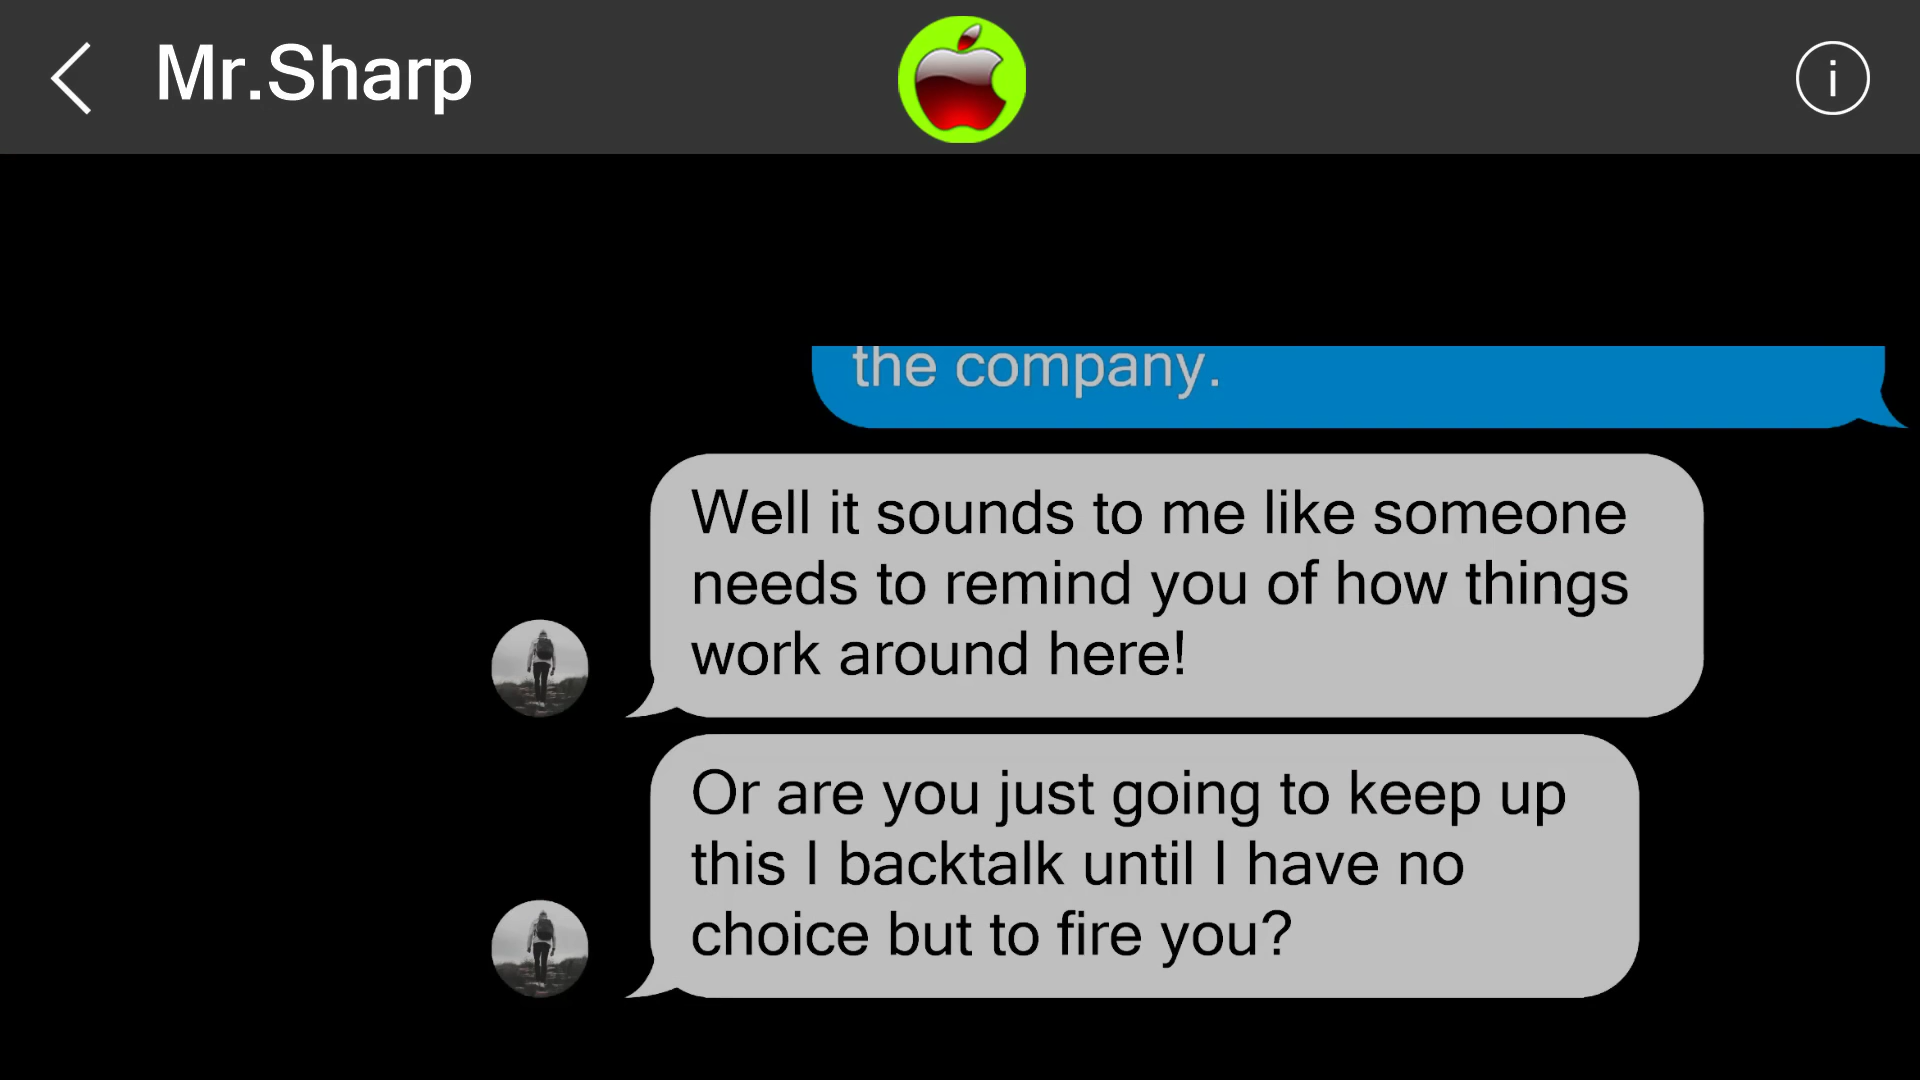 Mr.Sharp
i
the company.
Well it sounds to me like someone
needs to remind you of how things
work around here!
Or are you just going to keep up
this I backtalk until I have no
choice but to fire you?